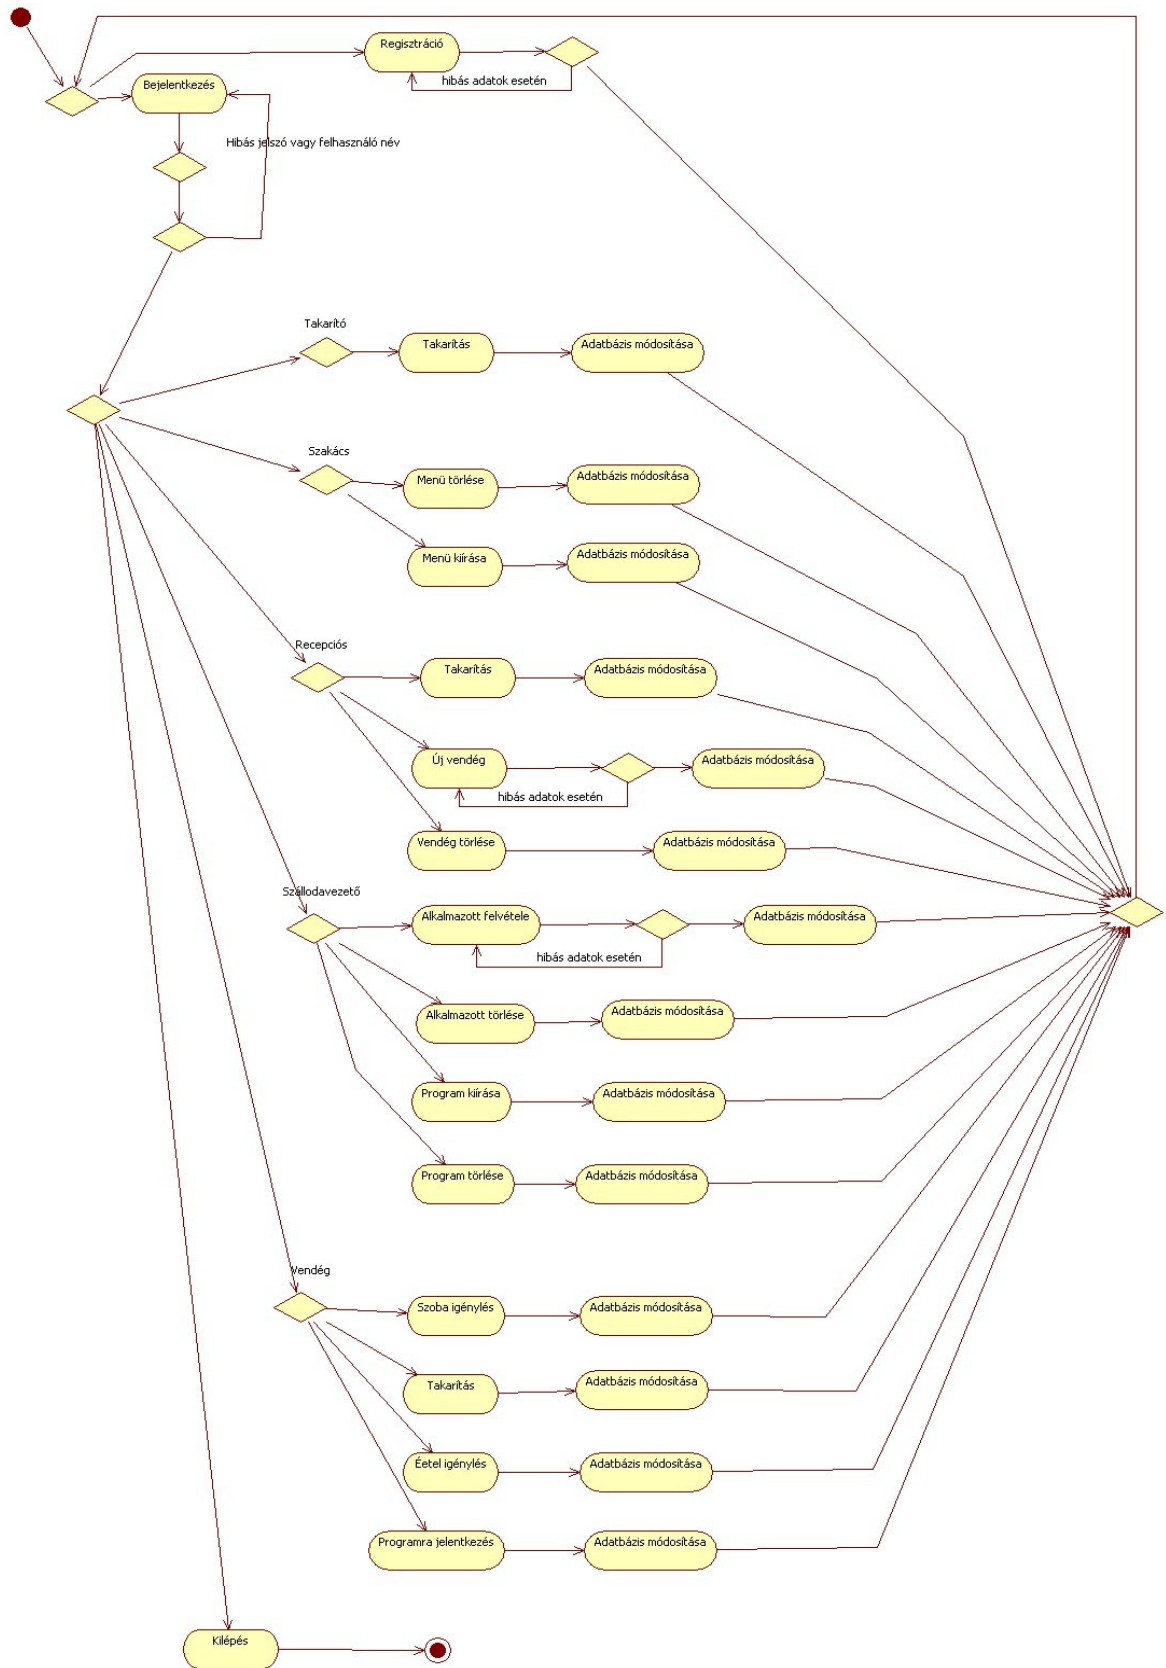 Regisztráció
hibás adatok esetén
Bejelentkezés
Hibás jelszó vagy felhasználó név
Takarító
Takarítás
Adatbázis módosítása
Szakács
Menü törlése
Adatbázis módosítása
Menü kiírása
Adatbázis módosítása
Recepciós
Takarítás
Adatbázis módosítása
Új vendég
Adatbázis módosítása
hibás adatok esetén
Vendég törlése
Adatbázis módosítása
Szállodavezető
Alkalmazott felvétele
Adatbázis módosítása
hibás adatok esetén
Alkalmazott törlése
Adatbázis módosítása
Program kiírása
Adatbázis módosítása
Program törlése
Adatbázis módosítása
Vendég
Szoba igénylés
Adatbázis módosítása
Takarítás
Adatbázis módosítása
Éetel igénylés
Adatbázis módosítása
Programra jelentkezés
Adatbázis módosítása
Kilépés